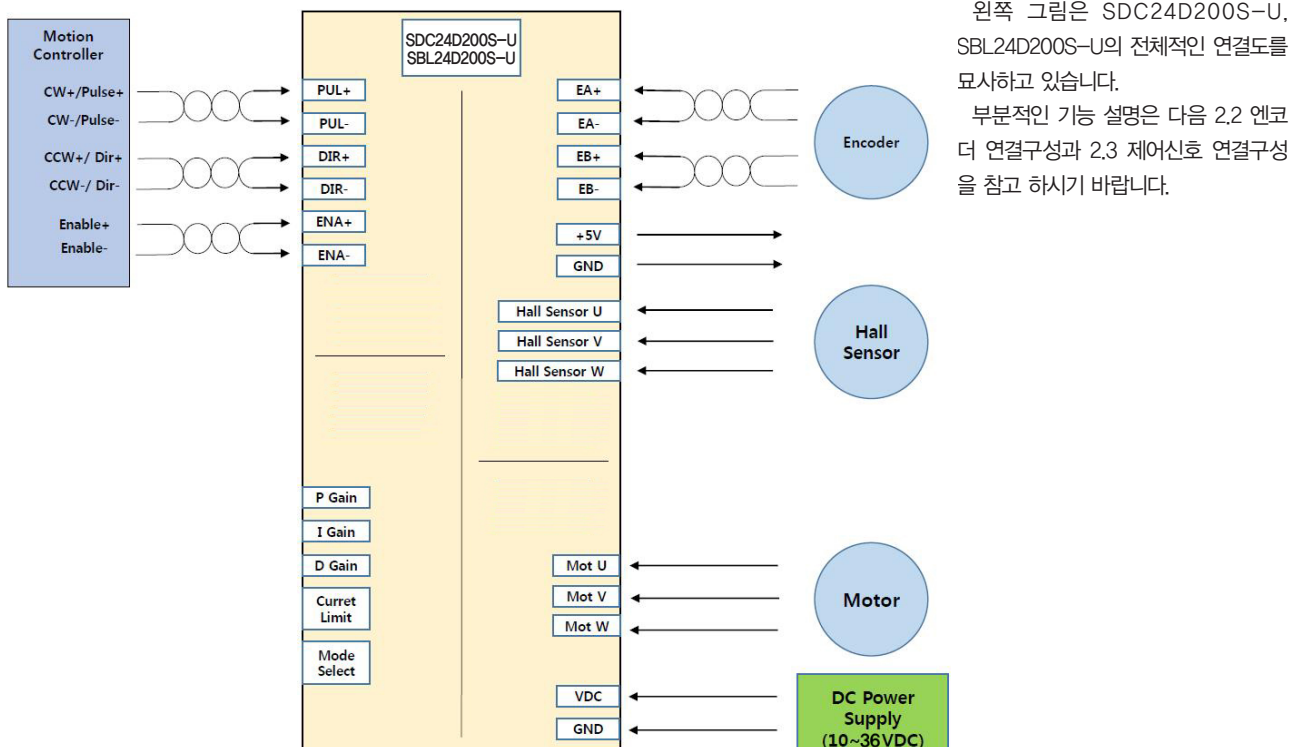 Motion
Controller
CW+/Pulse+
CW-/Pulse-
CCW+/ Dir+
CCW-/ Dir-
Enable+
Enable-
SDC24D200S-U
SBL24D200S-U
PUL+
PUL-
DIR+
DIR-
ENA+
ENA-
P Gain
I Gain
D Gain
Curret
Limit
Mode
Select
EA+
EA-
EB+
EB-
+5V
GND
Hall Sensor U
Hall Sensor V
Hall Sensor W
Mot U
Mot V
Mot W
VDC
GND
Encoder
Hall
Sensor
Motor
DC Power
Supply
(10~36VDC)
왼쪽 그림은 SDC24D200S-U,
SBL24D200S-U의 전체적인 연결도를
묘사하고 있습니다.
부분적인 기능 설명은 다음 2.2 엔코
더 연결구성과 2.3 제어신호 연결구성
을 참고 하시기 바랍니다.